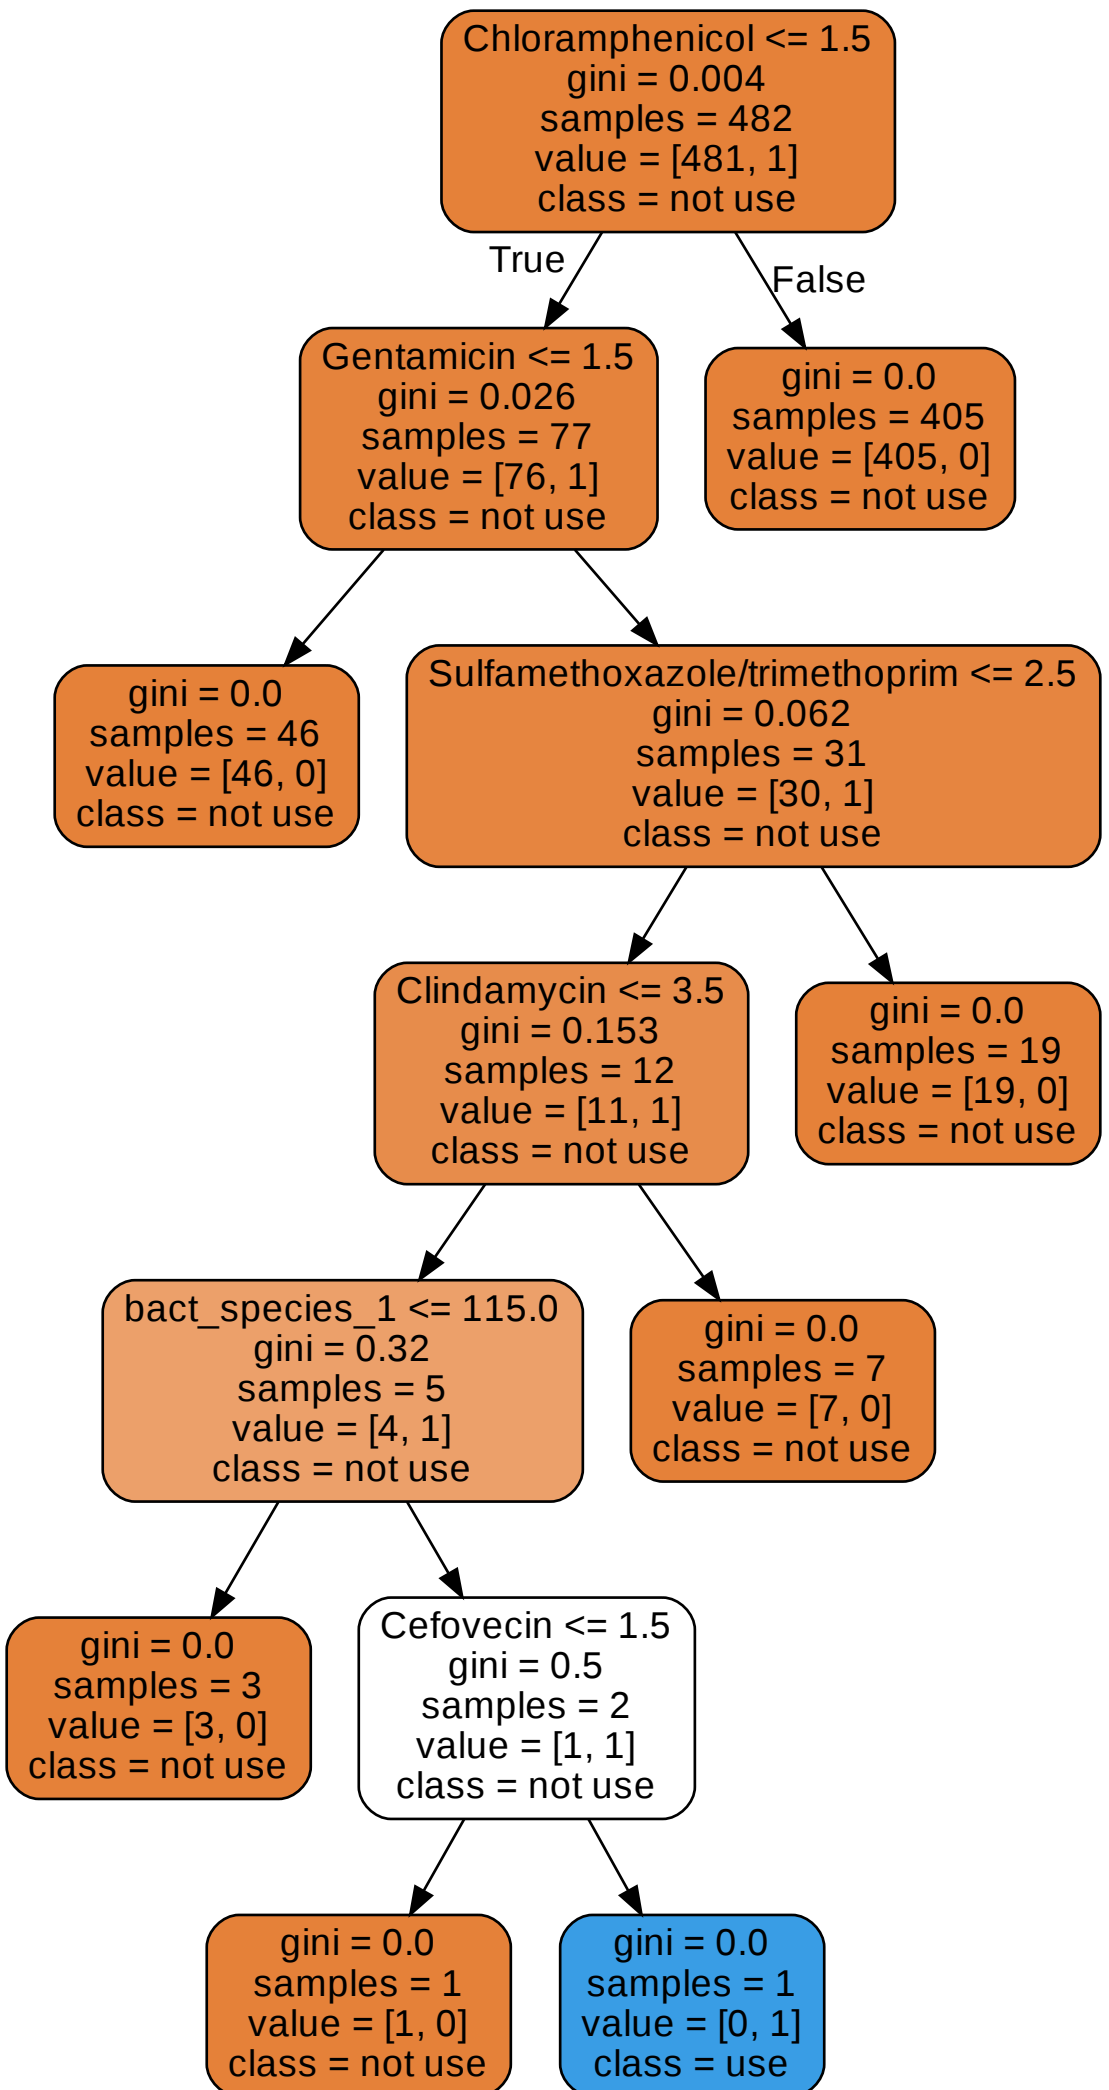 Chloramphenicol <= 1.5
gini = 0.004
samples = 482
value = [481, 1]
class = not use
True
False
Gentamicin <= 1.5
gini = 0.026
samples = 77
value = [76, 1]
class = not use
gini = 0.0
samples = 405
value = [405, 0]
class = not use
gini = 0.0
samples = 46
value = [46, 0]
class = not use
Sulfamethoxazole/trimethoprim <= 2.5
gini = 0.062
samples = 31
value = [30, 1]
class = not use
Clindamycin <= 3.5
gini = 0.153
samples = 12
value = [11, 1]
class = not use
gini = 0.0
samples = 19
value = [19, 0]
class = not use
bact_species_1 <= 115.0
gini = 0.32
samples = 5
value = [4, 1]
class = not use
gini = 0.0
samples = 7
value = [7, 0]
class = not use
gini = 0.0
samples = 3
value = [3, 0]
class = not use
Cefovecin <= 1.5
gini = 0.5
samples = 2
value = [1, 1]
class = not use
gini = 0.0
samples = 1
value = [1, 0]
class = not use
gini = 0.0
samples = 1
value = [0, 1]
class = use